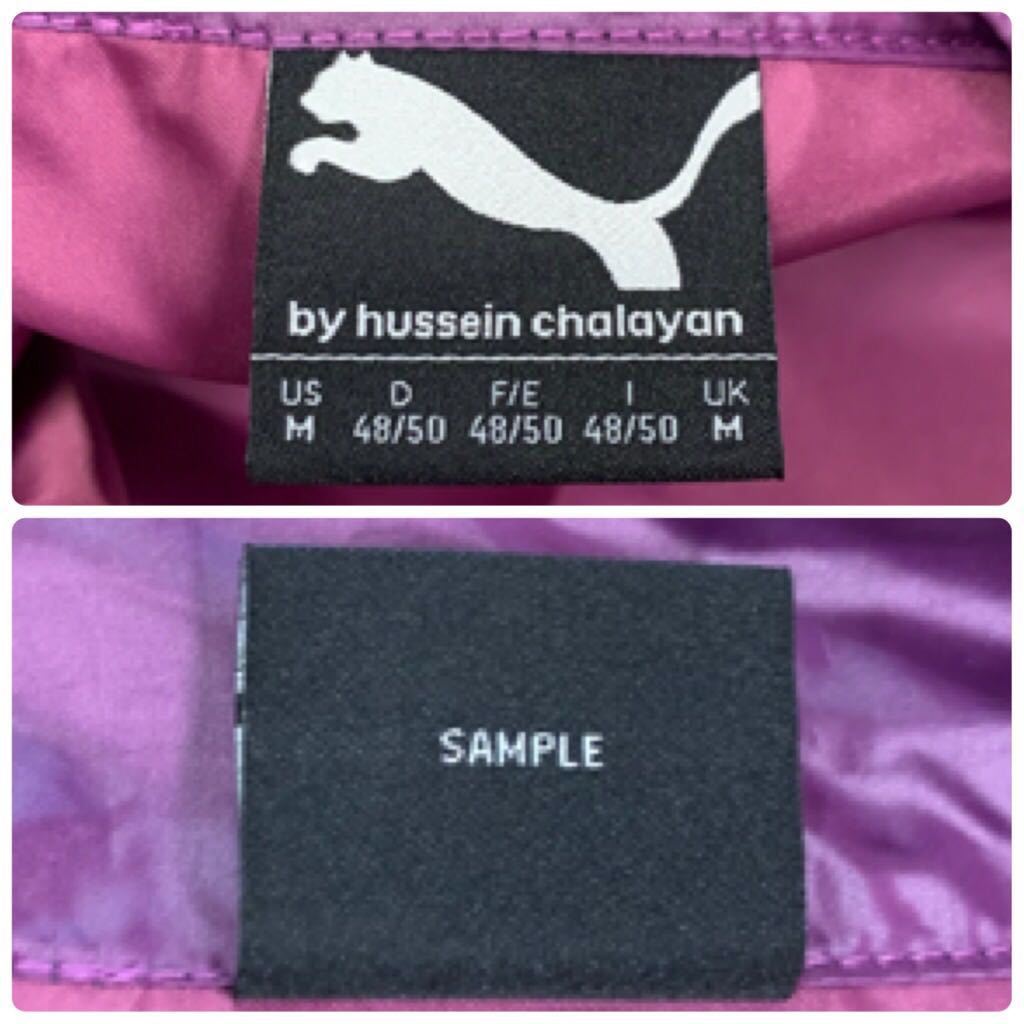 by hussein chalayan
US D F/E I UK
M 48/50 48/50 48/50 M
SAMPLE